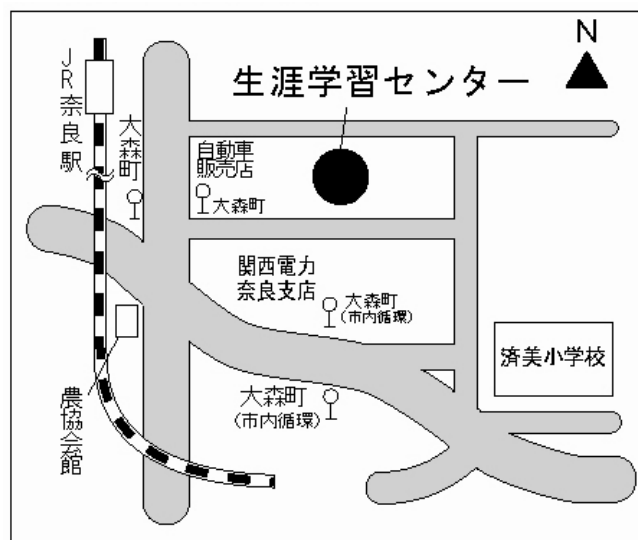 N
生涯学習センター
JR奈良駅
大森町
自動車
販売店
大森町
関西電力
奈良支店
大森町
(市内循環)
済美小学校
大森町
(市内循環)
農協会館